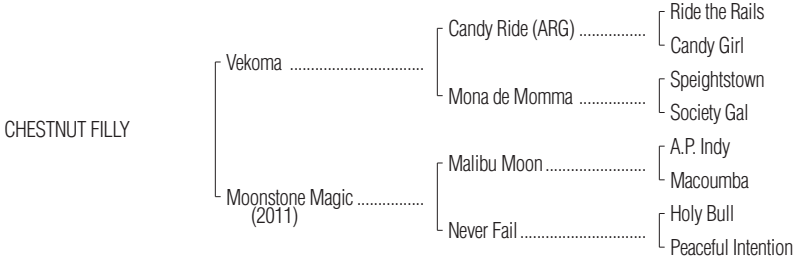 CHESTNUT FILLY
Vekoma ................................
Moonstone Magic ................
(2011)
Candy Ride (ARG) ................
Mona de Momma ................
Malibu Moon ........................
Never Fail ..............................
Ride the Rails
Candy Girl
Speightstown
Society Gal
A.P. Indy
Macoumba
Holy Bull
Peaceful Intention